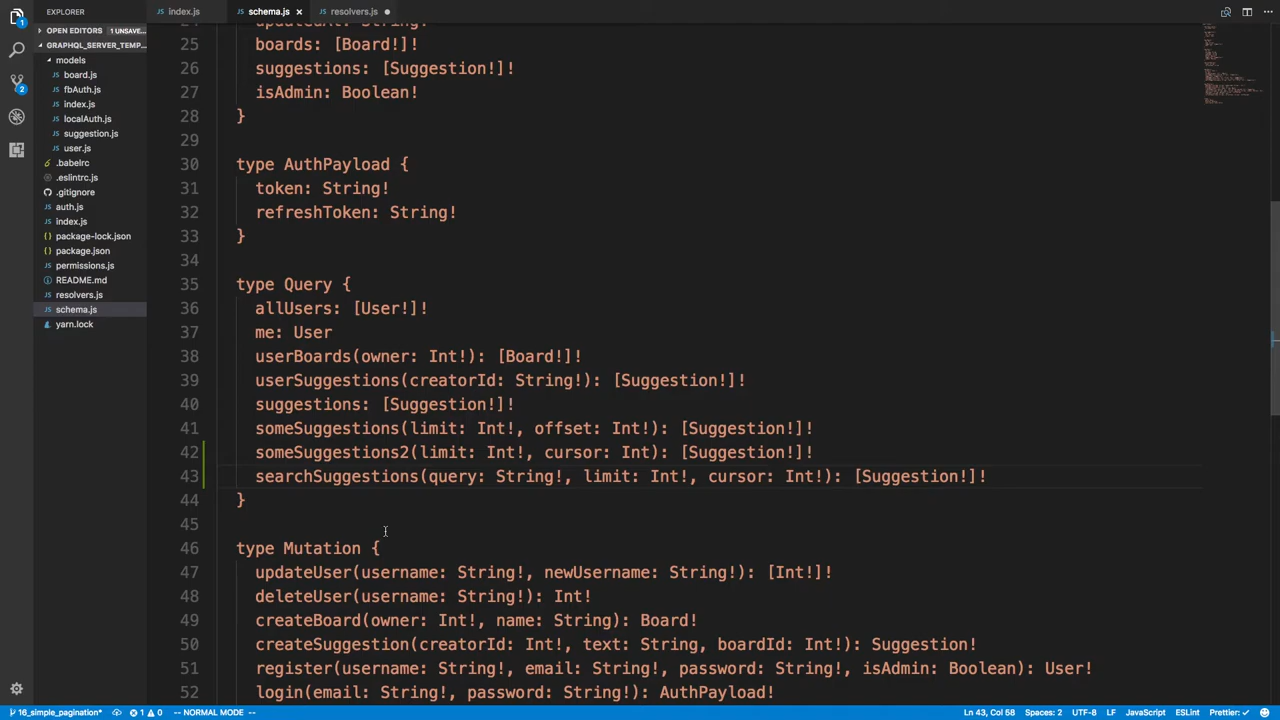 EXPLORER
OPEN EDITORS 1 UNSAVE...
GRAPHQL_SERVER_TEMP...
models
board.js
fbAuth.js
index.js
localAuth.js
suggestion.js
user.js
.babelrc
.eslintrc.js
.gitignore
auth.js
index.js
package-lock.json
package.json
permissions.js
README.md
resolvers.js
schema.js
yarn.lock
index.js schema.js resolvers.js
25 boards: [Board!]!
26 suggestions: [Suggestion!]!
27 isAdmin: Boolean!
28 }
29
30 type AuthPayload {
31 token: String!
32 refreshToken: String!
33 }
34
35 type Query {
36 allUsers: [User!]!
37 me: User
38 userBoards(owner: Int!): [Board!]!
39 userSuggestions(creatorId: String!): [Suggestion!]!
40 suggestions: [Suggestion!]!
41 someSuggestions(limit: Int!, offset: Int!): [Suggestion!]!
42 someSuggestions2(limit: Int!, cursor: Int): [Suggestion!]!
43 searchSuggestions(query: String!, limit: Int!, cursor: Int!): [Suggestion!]!
44 }
45
46 type Mutation {
47 updateUser(username: String!, newUsername: String!): [Int!]!
48 deleteUser(username: String!): Int!
49 createBoard(owner: Int!, name: String): Board!
50 createSuggestion(creatorId: Int!, text: String, boardId: Int!): Suggestion!
51 register(username: String!, email: String!, password: String!, isAdmin: Boolean): User!
52 login(email: String!, password: String!): AuthPayload!
16_simple_pagination* 1 0 -- NORMAL MODE -- Ln 43, Col 58 Spaces: 2 UTF-8 LF JavaScript ESLint Prettier: ✓